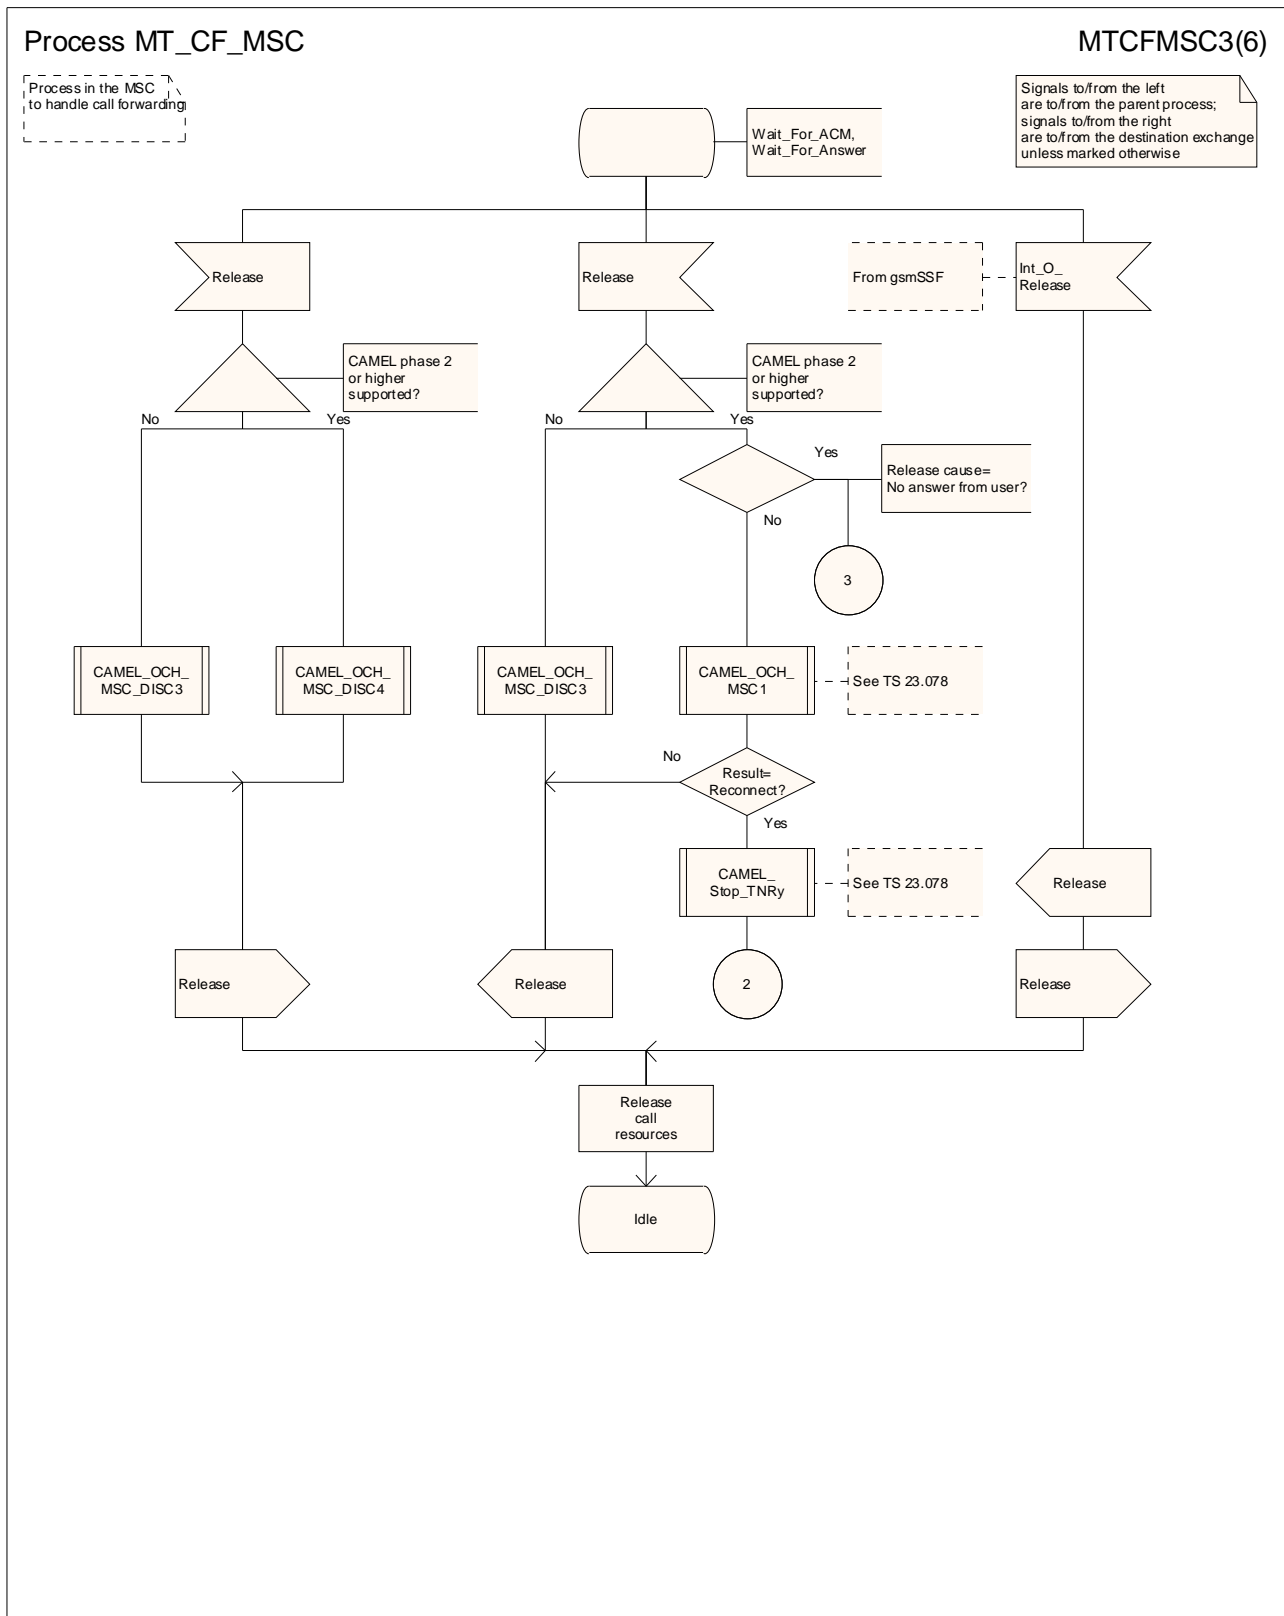 Process MT_CF_MSC
MTCFMSC3(6)
Process in the MSC
to handle call forwarding
Signals to/from the left
are to/from the parent process;
signals to/from the right
are to/from the destination exchange
unless marked otherwise
Wait_For_ACM,
Wait_For_Answer
Release
Release
From gsmSSF
Int_O_
Release
CAMEL phase 2
or higher
supported?
CAMEL phase 2
or higher
supported?
No
Yes
No
Yes
Yes
Release cause=
No answer from user?
No
3
CAMEL_OCH_
MSC_DISC3
CAMEL_OCH_
MSC_DISC4
CAMEL_OCH_
MSC_DISC3
CAMEL_OCH_
MSC1
See TS 23.078
No
Result=
Reconnect?
Yes
CAMEL_
Stop_TNRy
See TS 23.078
Release
Release
Release
2
Release
Release
call
resources
Idle